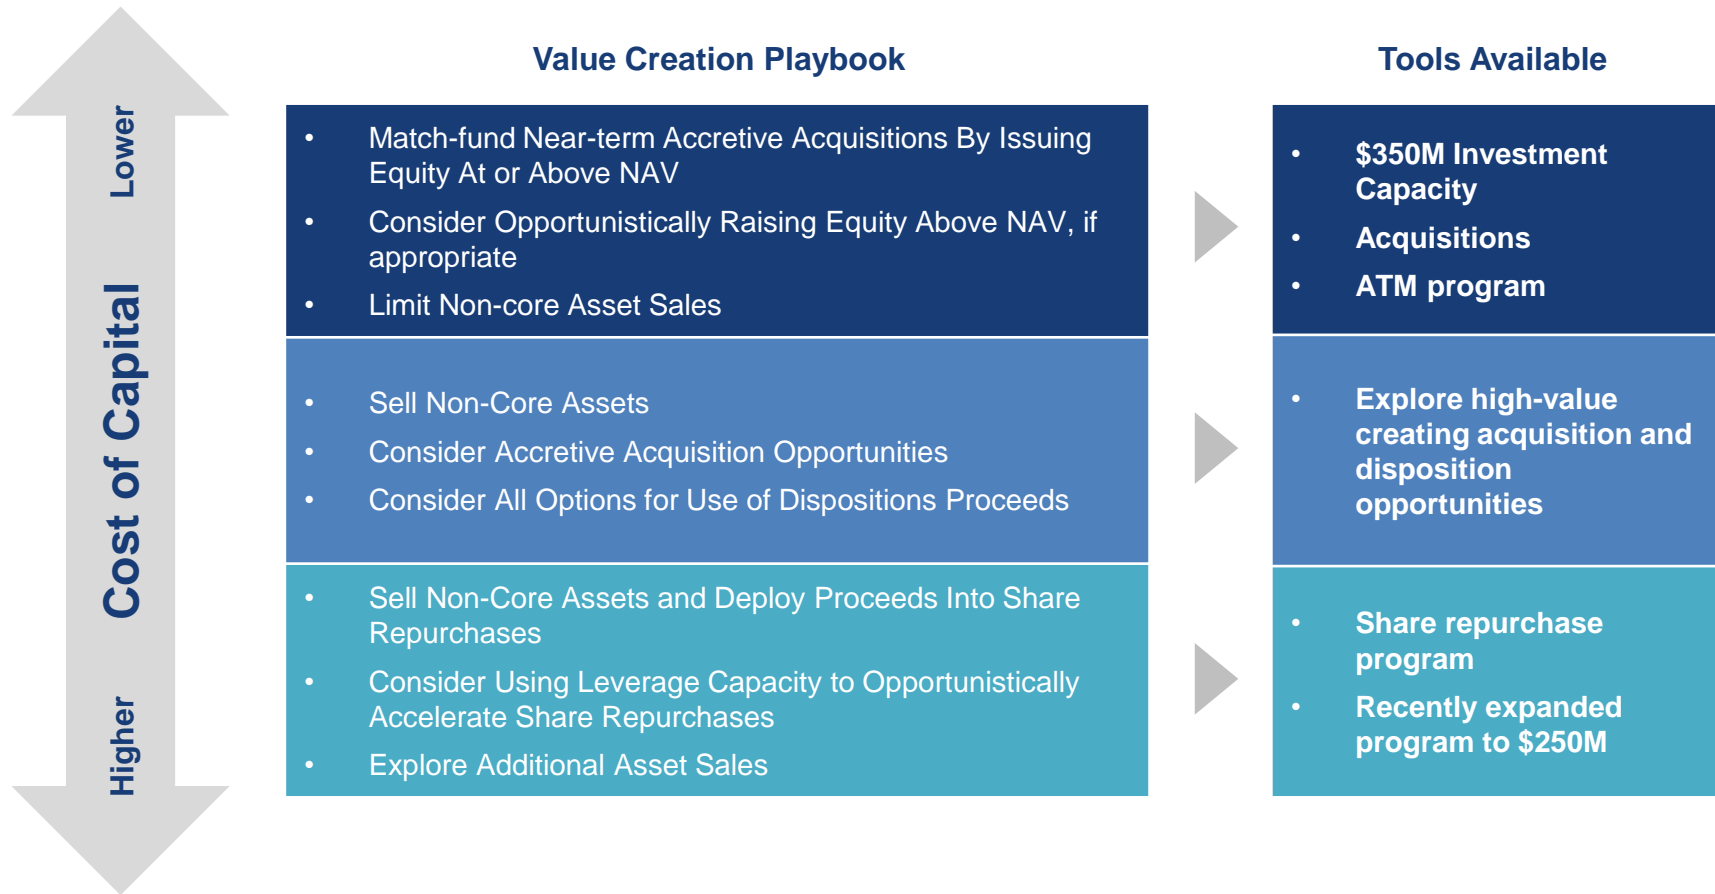 Value Creation Playbook
Tools Available
Lower
Cost of Capital
Higher
• Match-fund Near-term Accretive Acquisitions By Issuing
Equity At or Above NAV
• Consider Opportunistically Raising Equity Above NAV, if
appropriate
• Limit Non-core Asset Sales
• $350M Investment
Capacity
• Acquisitions
• ATM program
• Sell Non-Core Assets
• Consider Accretive Acquisition Opportunities
• Consider All Options for Use of Dispositions Proceeds
• Explore high-value
creating acquisition and
disposition
opportunities
• Sell Non-Core Assets and Deploy Proceeds Into Share
Repurchases
• Consider Using Leverage Capacity to Opportunistically
Accelerate Share Repurchases
• Explore Additional Asset Sales
• Share repurchase
program
• Recently expanded
program to $250M